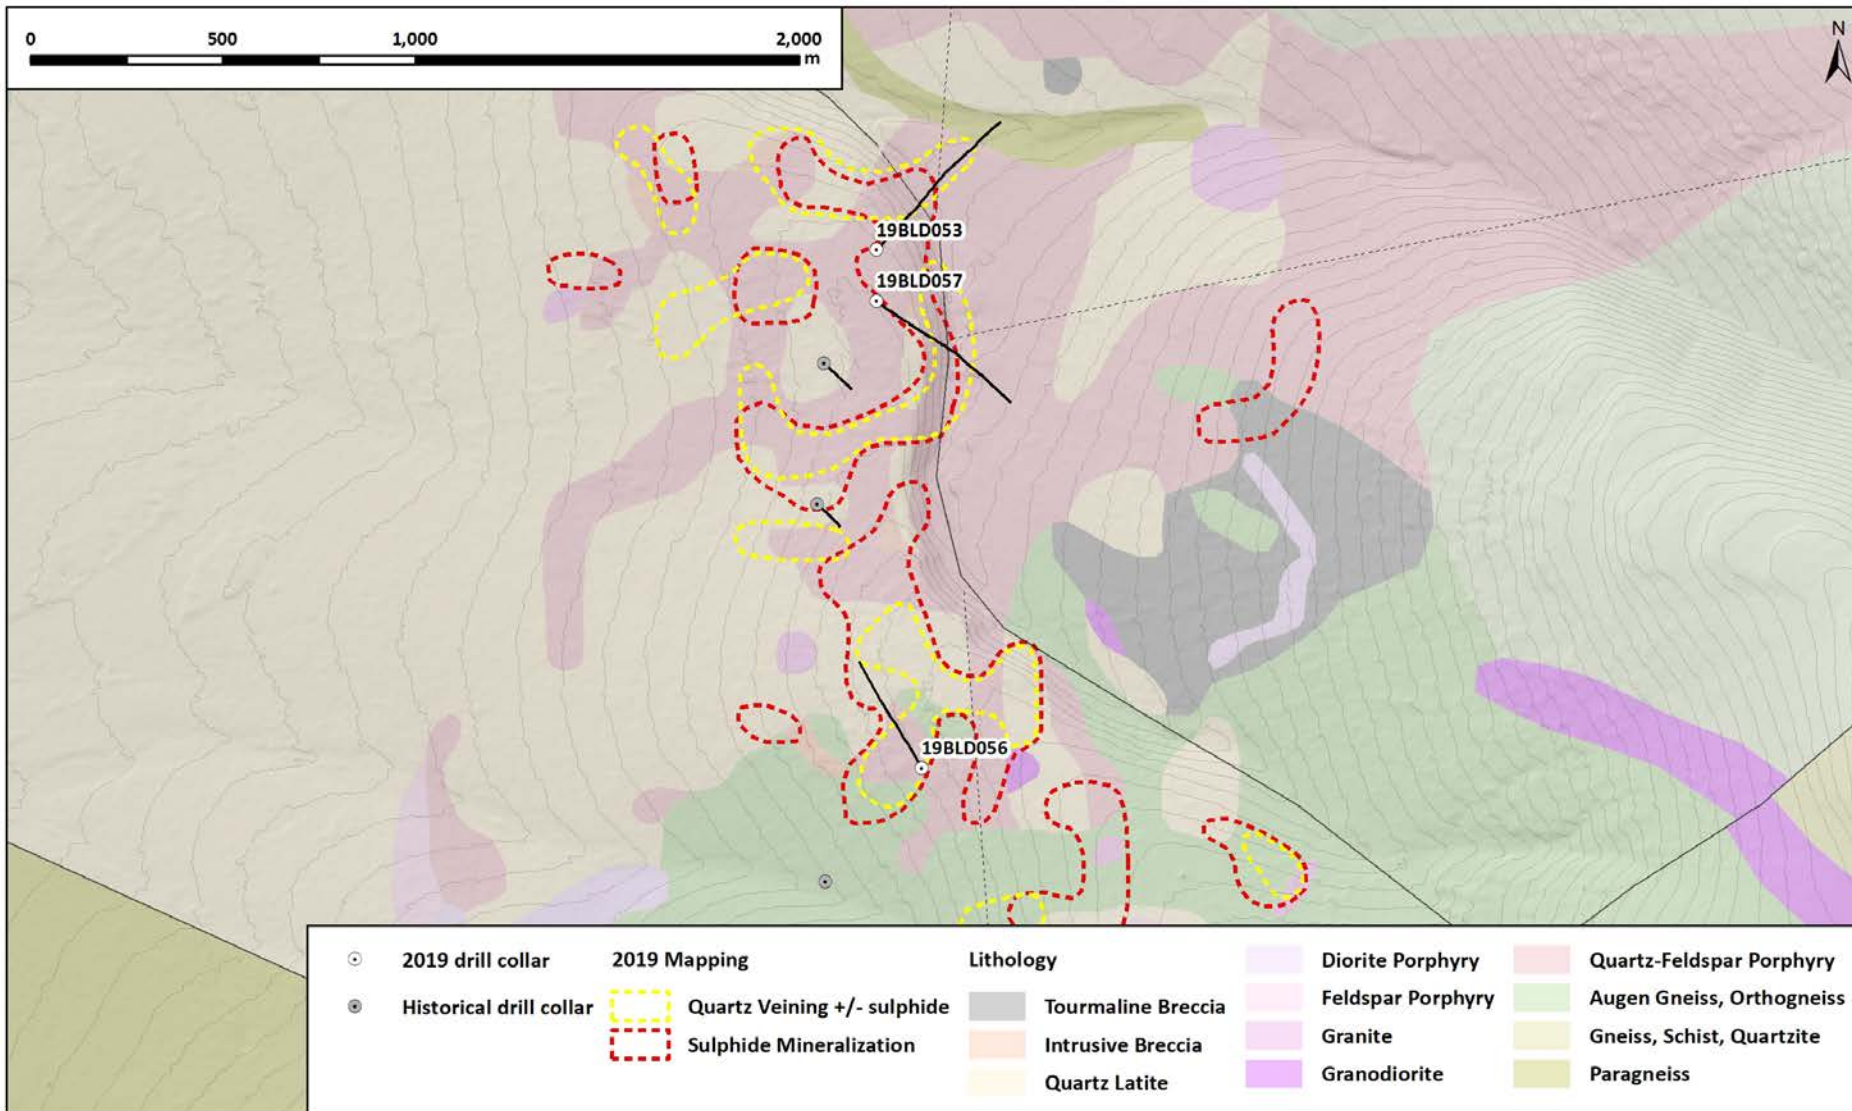 0 500 1,000 2,000
m
N
19BLD053
19BLD057
19BLD056
2019 drill collar
Historical drill collar
2019 Mapping
Quartz Veining +/- sulphide
Sulphide Mineralization
Lithology
Tourmaline Breccia
Intrusive Breccia
Quartz Latite
Diorite Porphyry
Feldspar Porphyry
Granite
Granodiorite
Quartz-Feldspar Porphyry
Augen Gneiss, Orthogneiss
Gneiss, Schist, Quartzite
Paragneiss